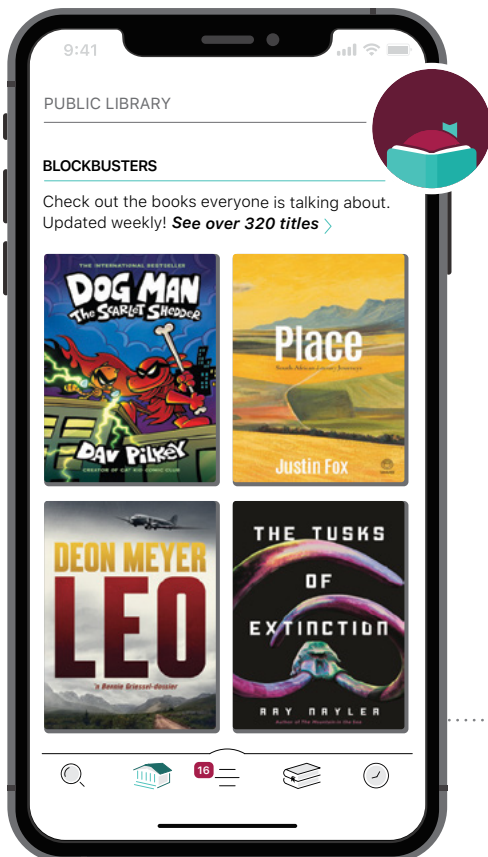 9:41
PUBLIC LIBRARY
BLOCKBUSTERS
Check out the books everyone is talking about.
Updated weekly! See over 320 titles
THE INTERNATIONAL BESTSELLER
DOG MAN
The Scarlet Shedder
DAV PILKEY
CREATOR OF CAT KID COMIC CLUB
Place
South African Literary Journeys
Justin Fox
DEON MEYER
LEO
'n Bennie Griessel-dossier
THE TUSKS
OF
EXTINCTION
RAY NAYLER
Author of The Mountain in the Sea
16